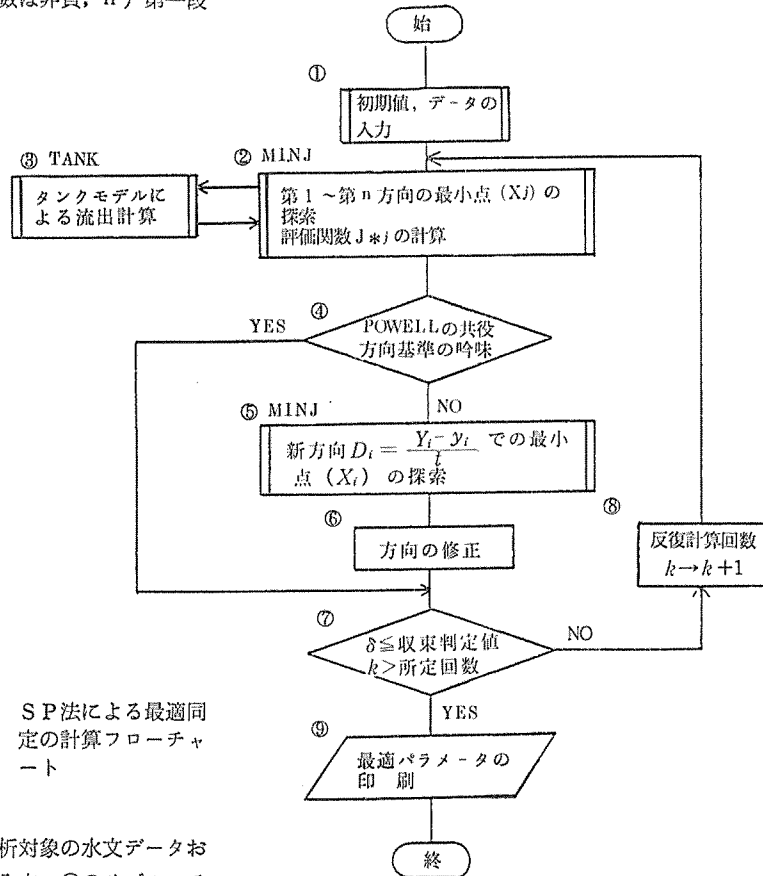 第一段
始
①
初期値，データの
入力
③ TANK
② MINJ
タンクモデルに
よる流出計算
第1～第n方向の最小点（Xj）の
探索
評価関数J*jの計算
④
YES
POWELLの共役
方向基準の吟味
NO
⑤ MINJ
新方向Di = (Yi - yi)/t での最小
点（Xi）の探索
⑥
方向の修正
⑧
反復計算回数
k→k+1
⑦
δ≦収束判定値
k>所定回数
NO
YES
SP法による最適同
定の計算フローチャ
ート
⑨
最適パラメータの
印　刷
析対象の水文データお
終